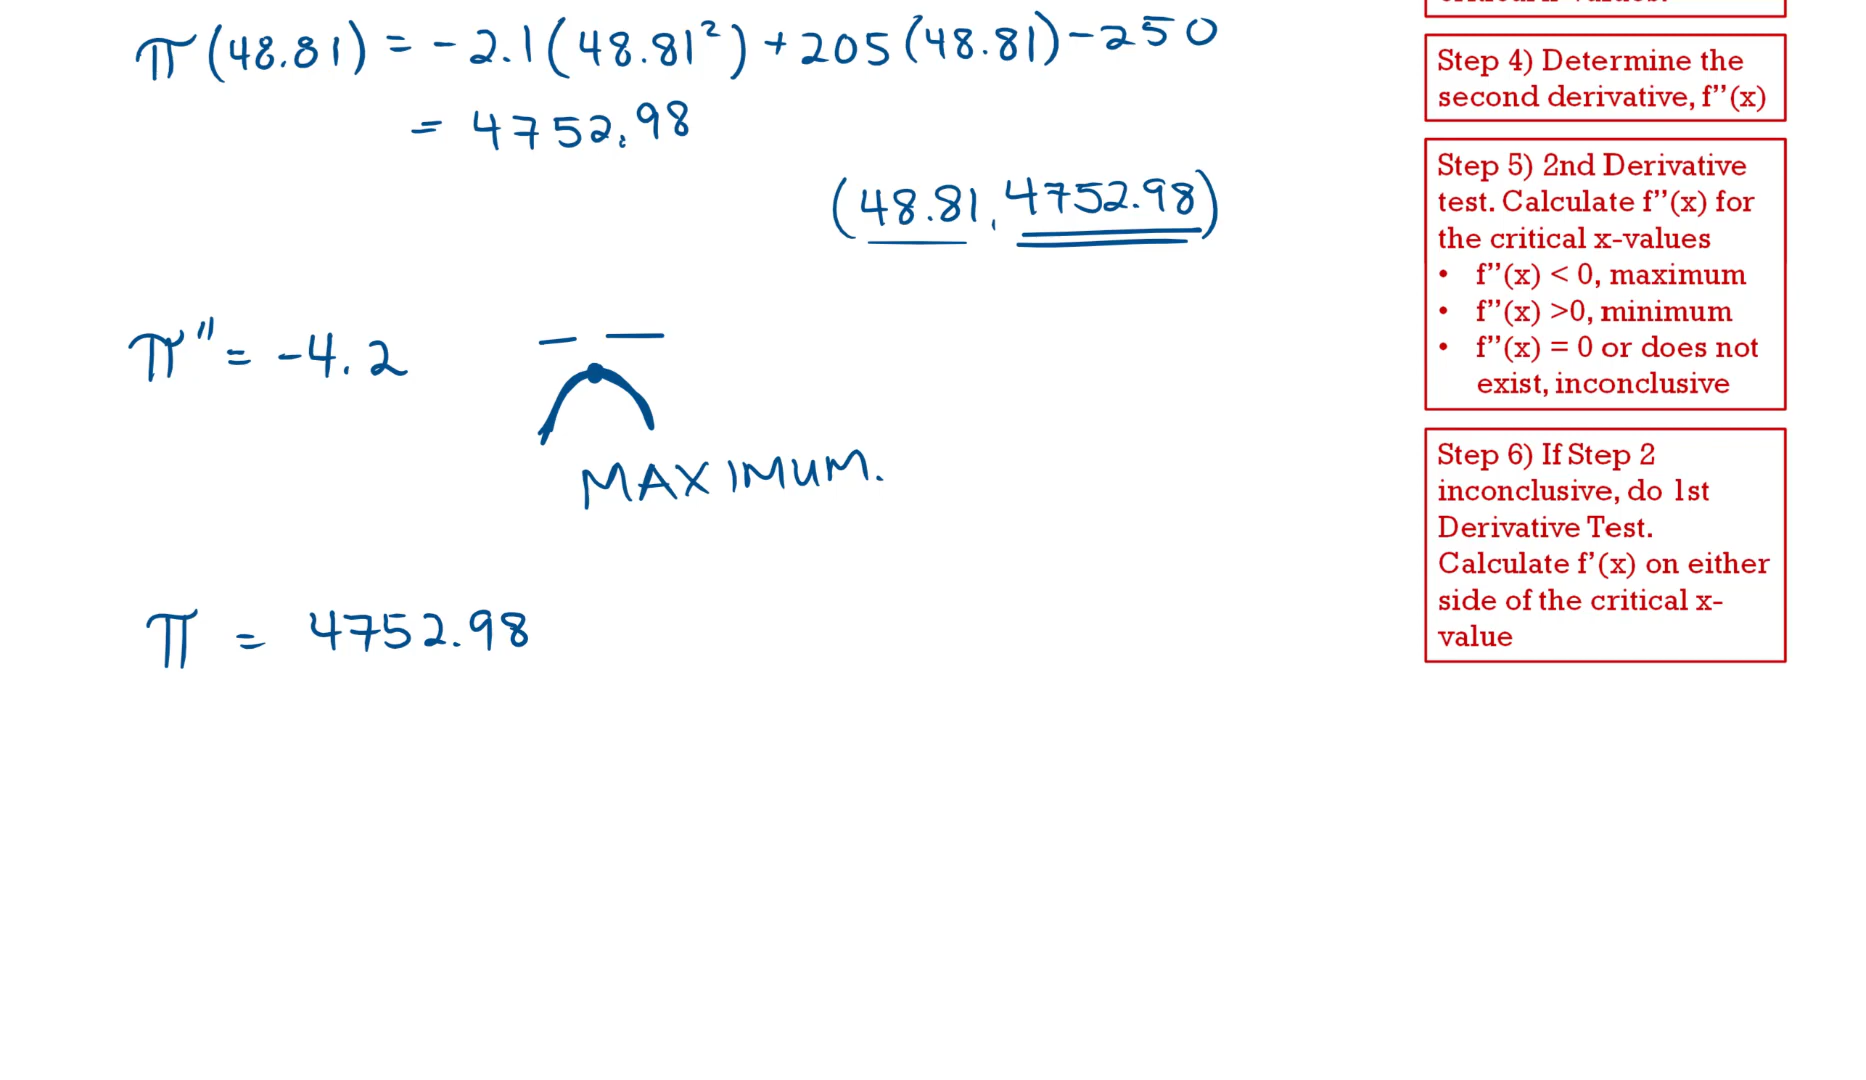 π(48.81) = -2.1(48.81²) + 205(48.81) - 250
= 4752.98
(48.81, 4752.98)
π" = -4.2
MAXIMUM.
π = 4752.98
Step 4) Determine the
second derivative, f''(x)
Step 5) 2nd Derivative
test. Calculate f''(x) for
the critical x-values
• f''(x) < 0, maximum
• f''(x) >0, minimum
• f''(x) = 0 or does not
exist, inconclusive
Step 6) If Step 2
inconclusive, do 1st
Derivative Test.
Calculate f'(x) on either
side of the critical x-
value